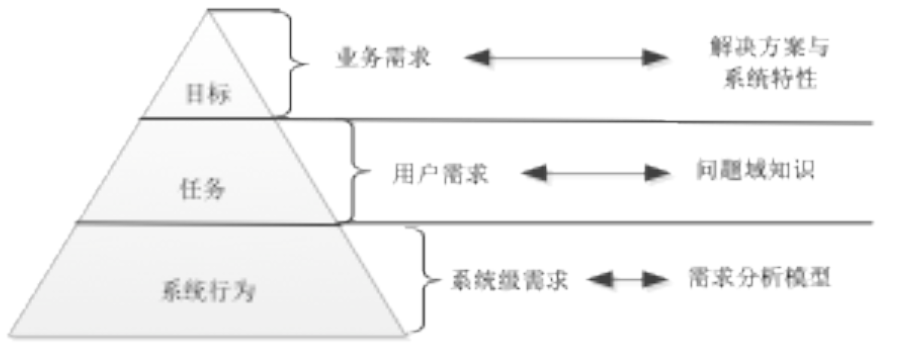 目标
业务需求
解决方案与
系统特性
任务
用户需求
问题域知识
系统行为
系统级需求
需求分析模型